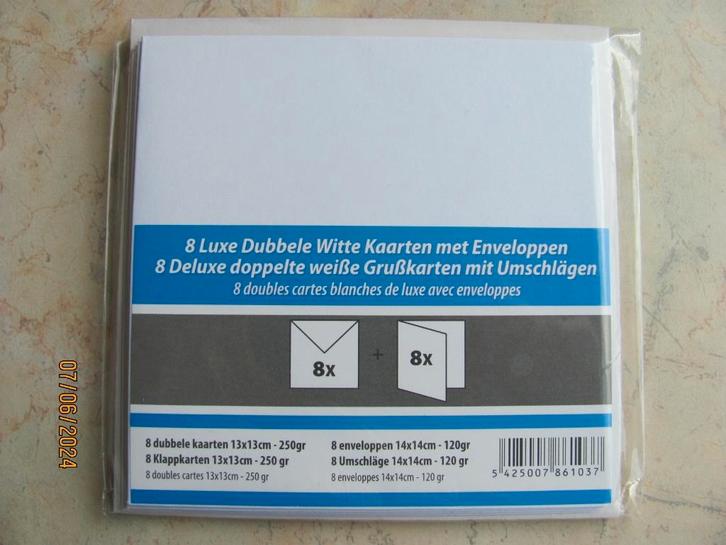 8 Luxe Dubbele Witte Kaarten met Enveloppen
8 Deluxe doppelte weiße Grußkarten mit Umschlägen
8 doubles cartes blanches de luxe avec enveloppes
8x + 8x
8 dubbele kaarten 13x13cm - 250gr
8 Klappkarten 13x13cm - 250 gr
8 doubles cartes 13x13cm - 250 gr
8 enveloppen 14x14cm - 120gr
8 Umschläge 14x14cm - 120 gr
8 enveloppes 14x14cm - 120 gr
5 425007 861037
07/06/2024